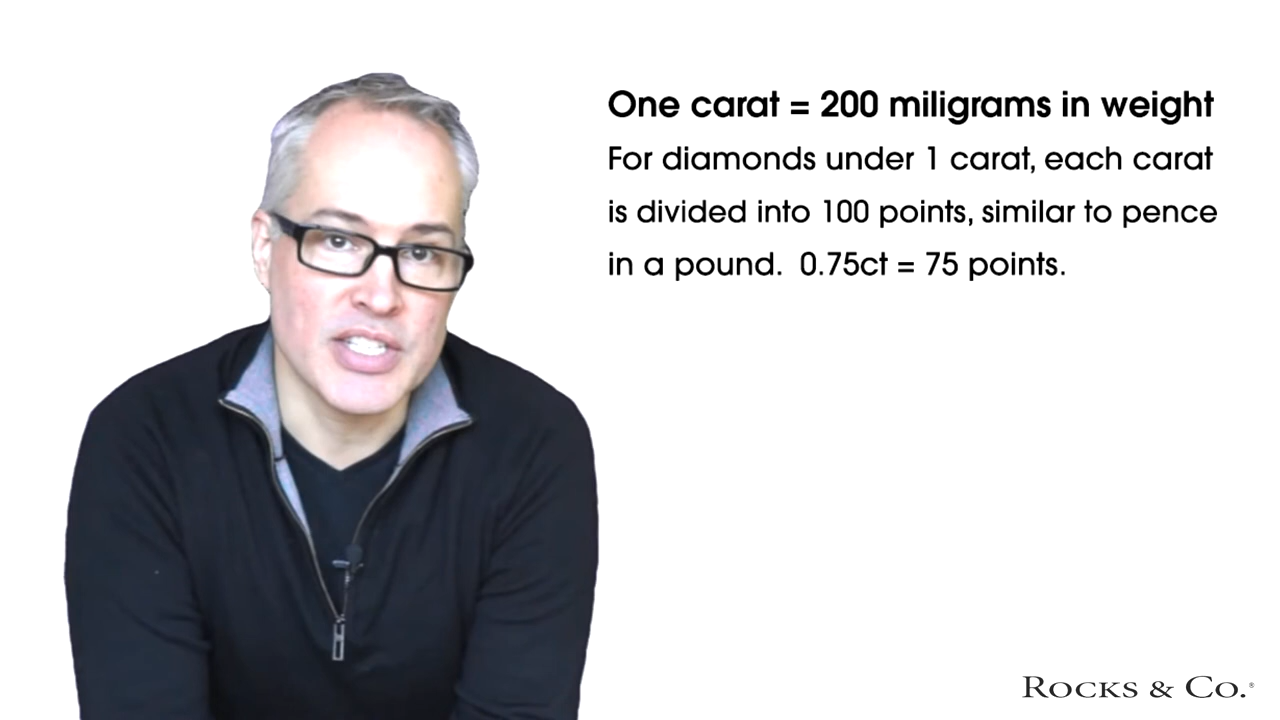 One carat = 200 miligrams in weight
For diamonds under 1 carat, each carat
is divided into 100 points, similar to pence
in a pound. 0.75ct = 75 points.
Rocks & Co.®